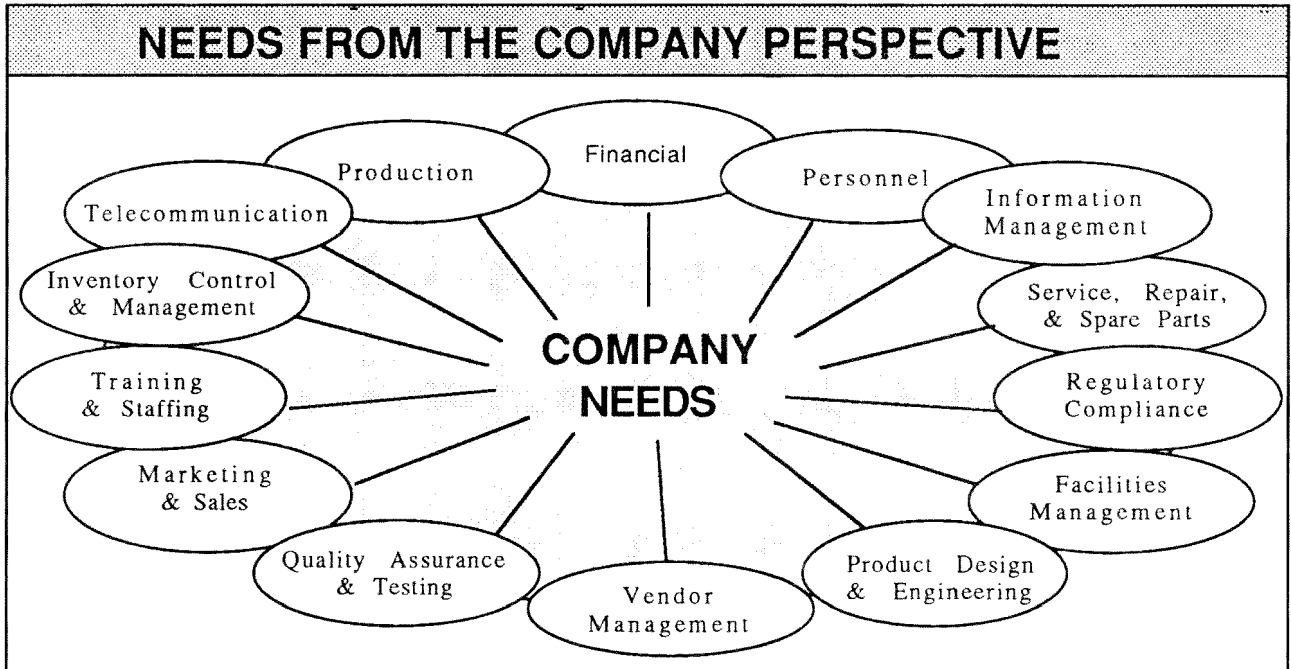 NEEDS FROM THE COMPANY PERSPECTIVE
Financial
Production
Personnel
Telecommunication
Information
Management
Inventory Control
& Management
Service, Repair,
& Spare Parts
COMPANY
NEEDS
Training
& Staffing
Regulatory
Compliance
Marketing
& Sales
Facilities
Management
Quality Assurance
& Testing
Product Design
& Engineering
Vendor
Management